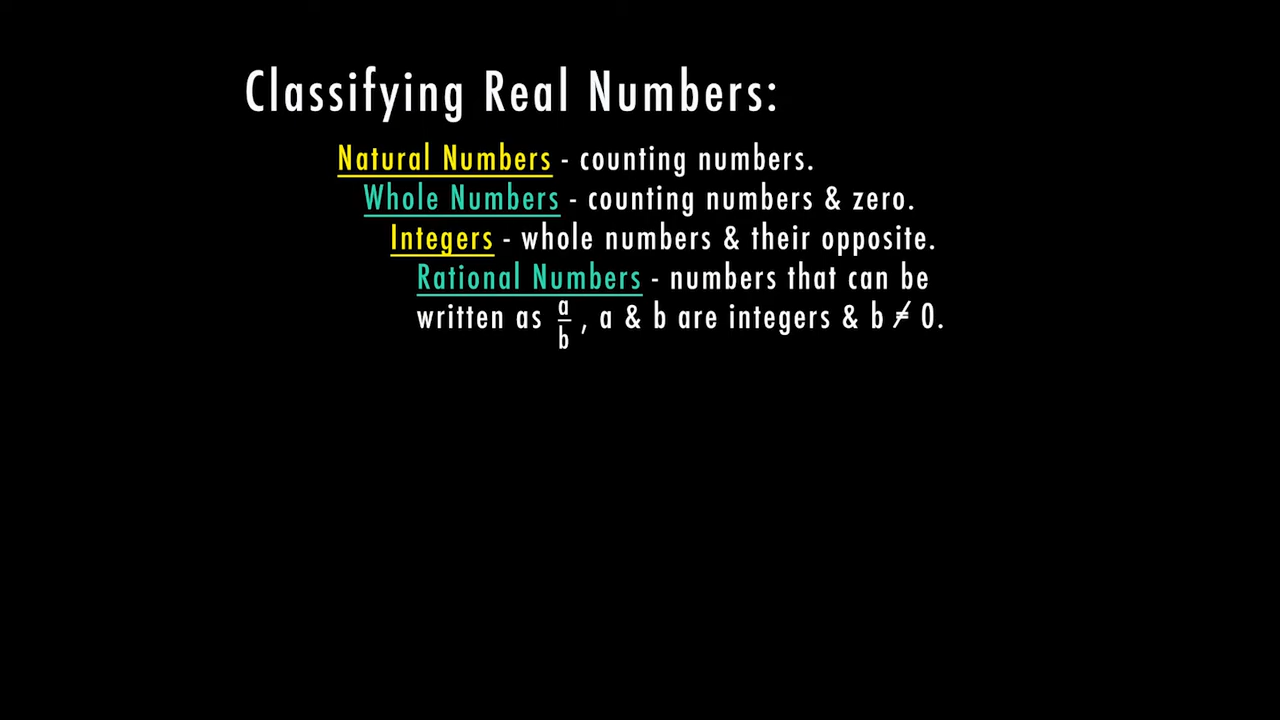 Classifying Real Numbers:
Natural Numbers - counting numbers.
Whole Numbers - counting numbers & zero.
Integers - whole numbers & their opposite.
Rational Numbers - numbers that can be
written as a/b , a & b are integers & b ≠ 0.